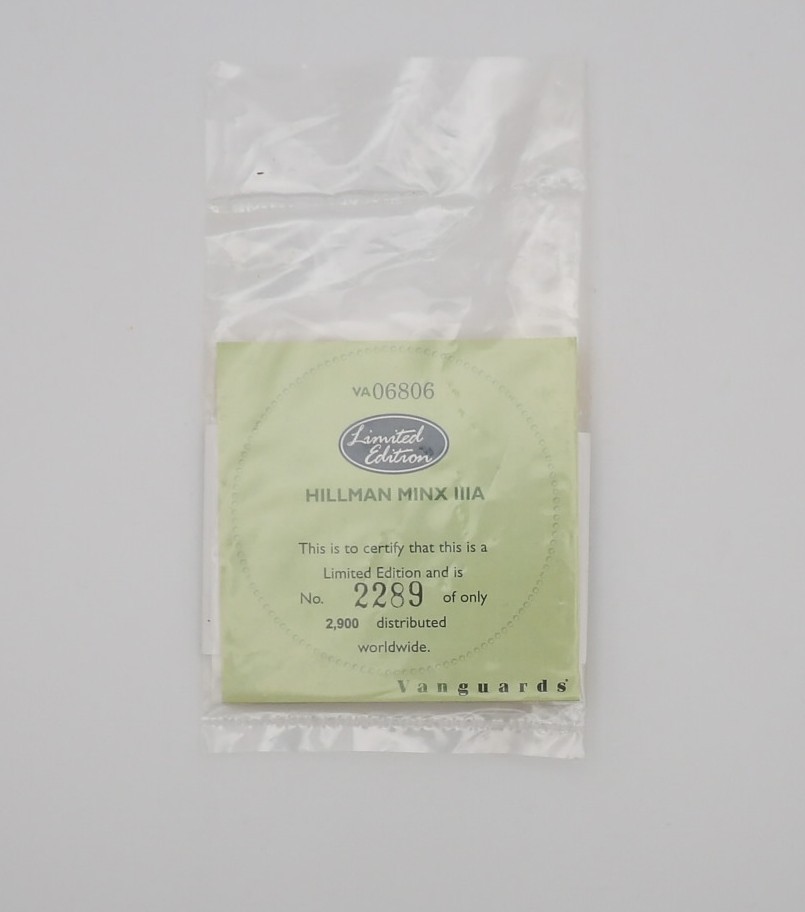 VA06806
Limited
Edition
HILLMAN MINX IIIA
This is to certify that this is a
Limited Edition and is
No. 2289 of only
2,900 distributed
worldwide.
Vanguards